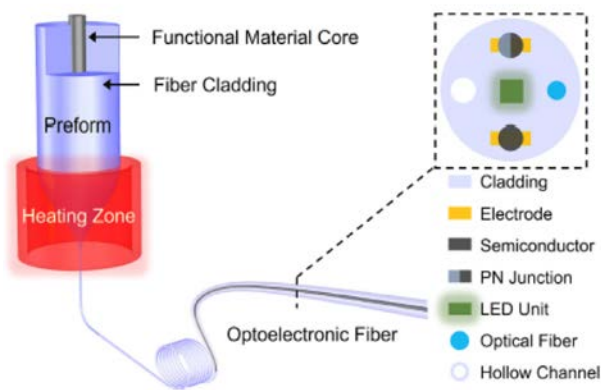 Functional Material Core
Fiber Cladding
Preform
Heating Zone
Optoelectronic Fiber
Cladding
Electrode
Semiconductor
PN Junction
LED Unit
Optical Fiber
Hollow Channel